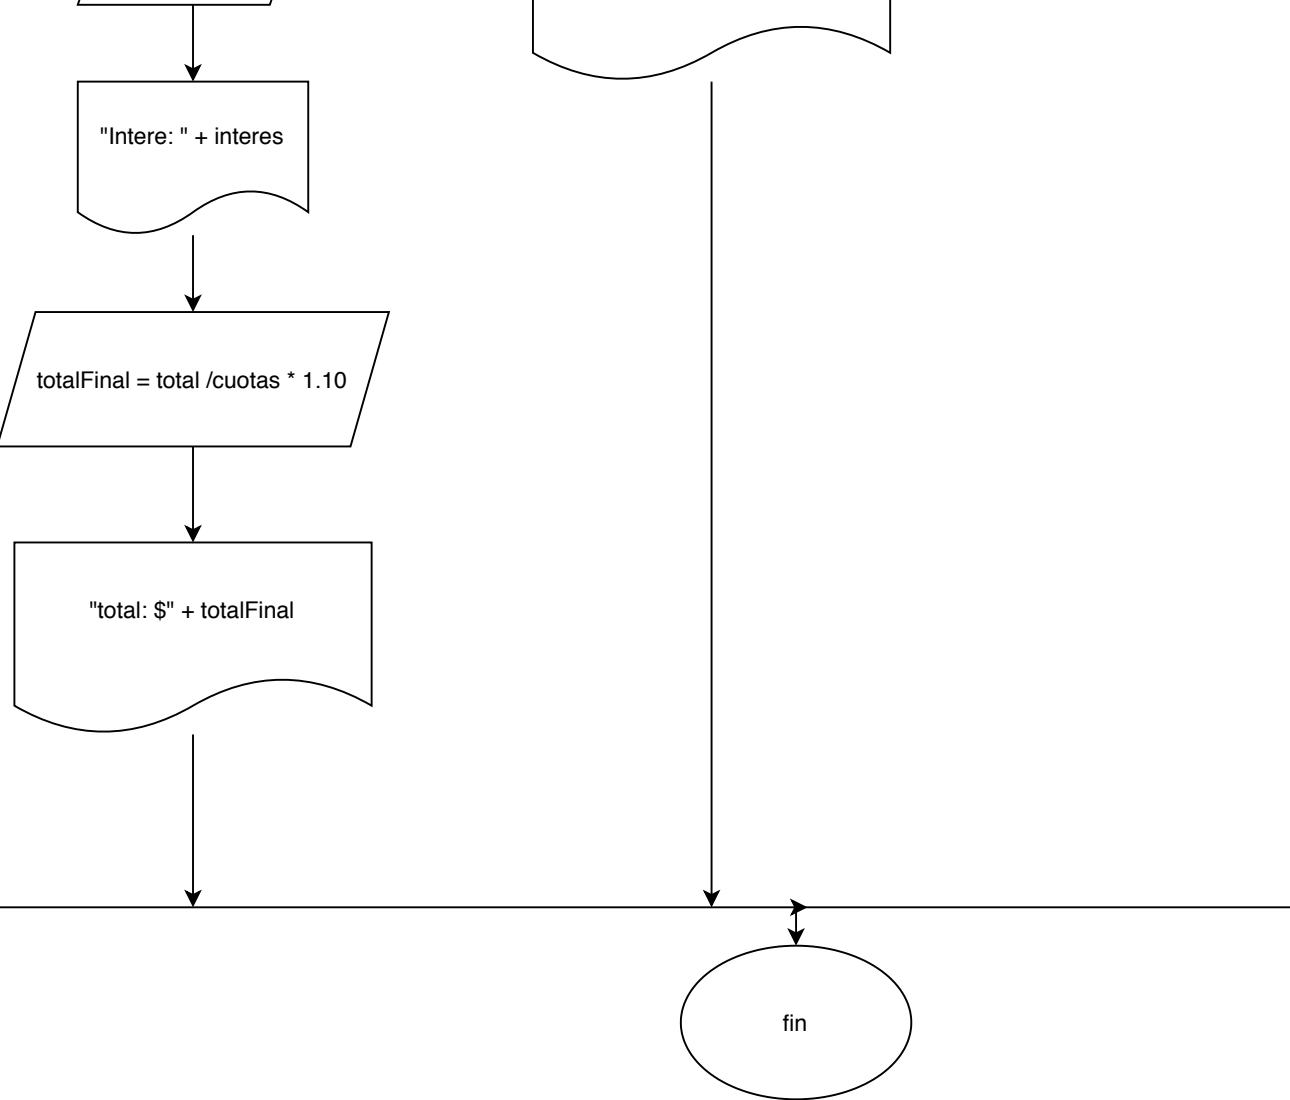 "Intere: " + interes
totalFinal = total /cuotas * 1.10
"total: $" + totalFinal
fin